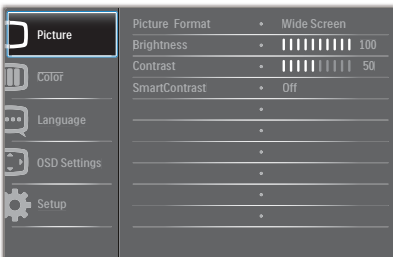 Picture
Color
Language
OSD Settings
Setup
Picture Format • Wide Screen
Brightness • 100
Contrast • 50
SmartContrast • Off
•
•
•
•
•
•